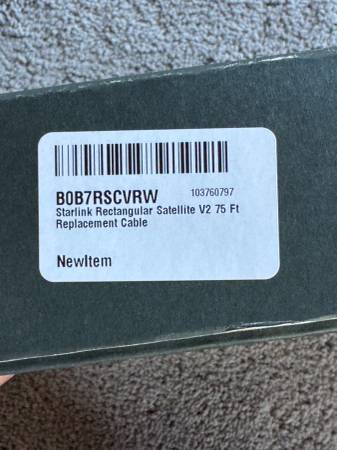 B0B7RSCVRW 103760797
Starlink Rectangular Satellite V2 75 Ft
Replacement Cable
NewItem